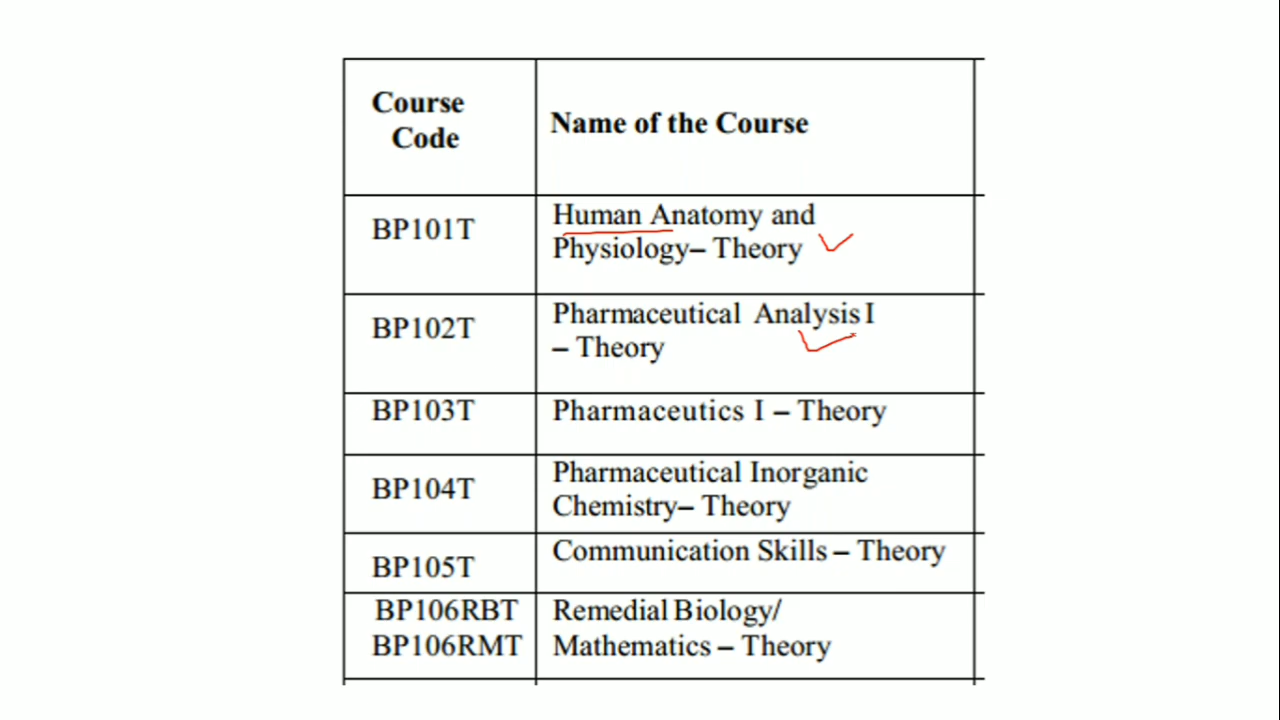 Course
Code
Name of the Course
BP101T
Human Anatomy and
Physiology– Theory
BP102T
Pharmaceutical Analysis I
– Theory
BP103T
Pharmaceutics I – Theory
BP104T
Pharmaceutical Inorganic
Chemistry– Theory
BP105T
Communication Skills – Theory
BP106RBT
BP106RMT
Remedial Biology/
Mathematics – Theory